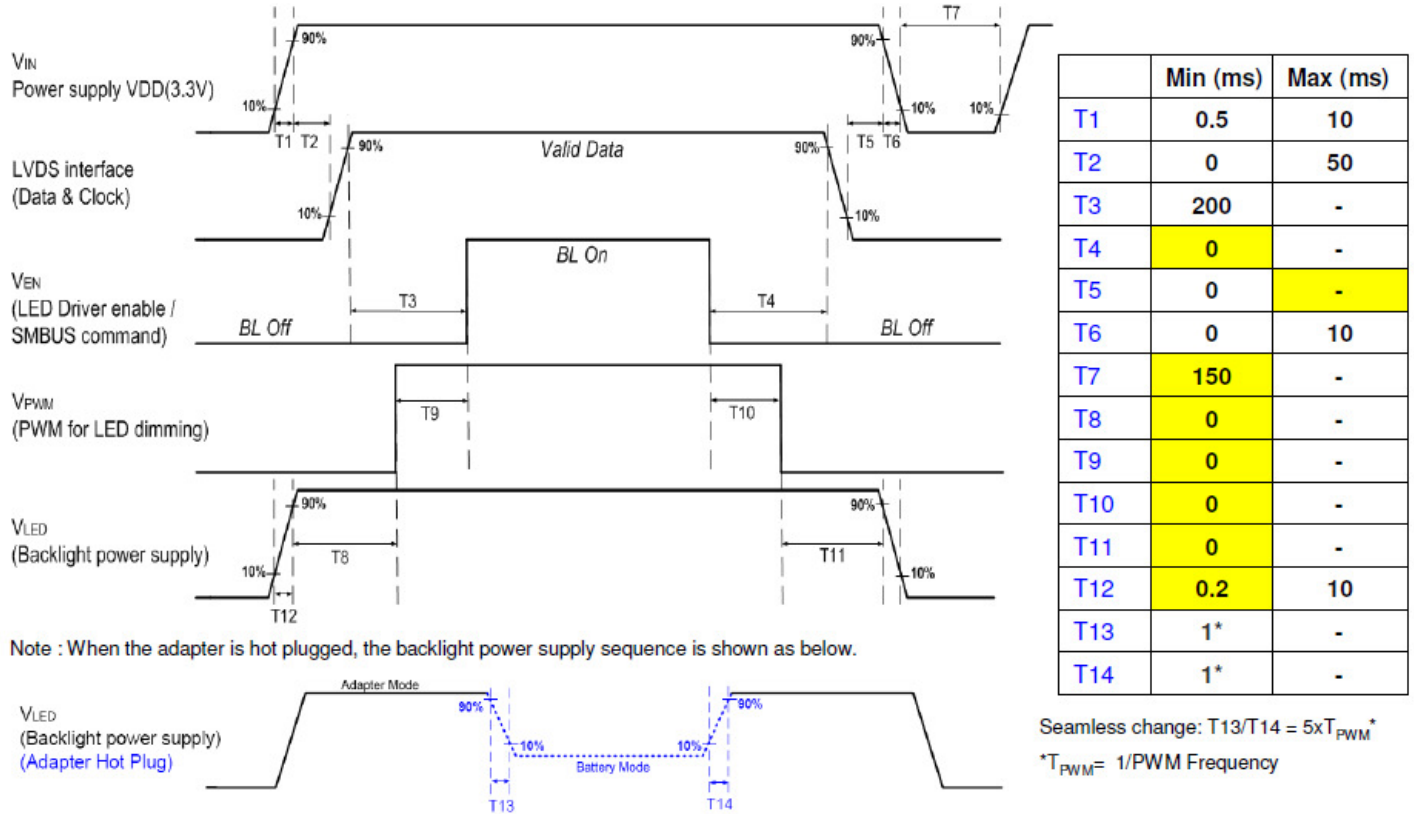 T7
90%
90%
VIN
Power supply VDD(3.3V)
10%
10%
10%
T1 T2
T5 T6
90%
Valid Data
90%
LVDS interface
(Data & Clock)
10%
10%
BL On
VEN
(LED Driver enable /
SMBUS command)
T3
T4
BL Off
BL Off
VPWM
(PWM for LED dimming)
T9
T10
90%
90%
VLED
(Backlight power supply)
T8
T11
10%
10%
T12
Note : When the adapter is hot plugged, the backlight power supply sequence is shown as below.
Adapter Mode
90%
90%
VLED
(Backlight power supply)
(Adapter Hot Plug)
10%
10%
Battery Mode
T13
T14
Min (ms) Max (ms)
T1 0.5 10
T2 0 50
T3 200 -
T4 0 -
T5 0 -
T6 0 10
T7 150 -
T8 0 -
T9 0 -
T10 0 -
T11 0 -
T12 0.2 10
T13 1* -
T14 1* -
Seamless change: T13/T14 = 5xTPWM*
*TPWM= 1/PWM Frequency